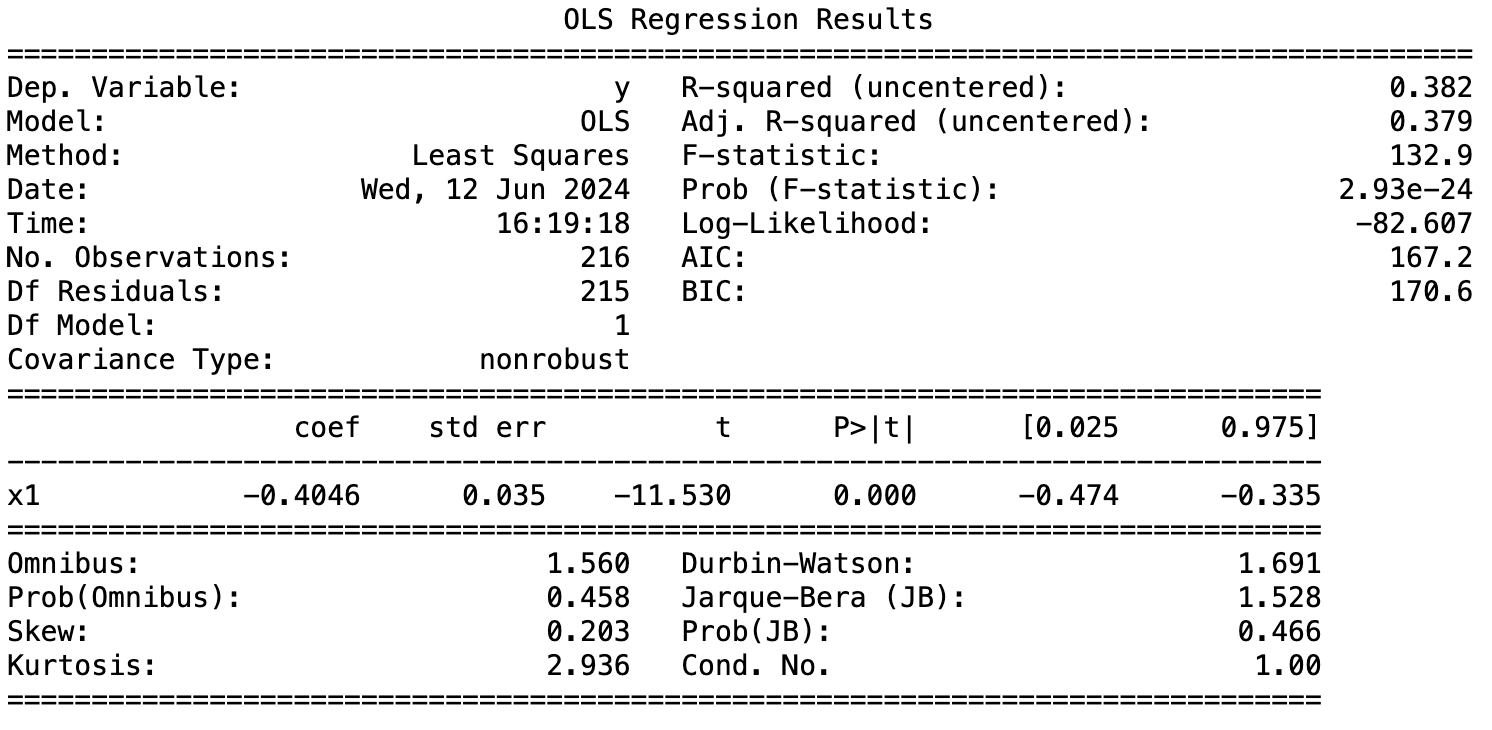 OLS Regression Results
==============================================================================
Dep. Variable: y R-squared (uncentered): 0.382
Model: OLS Adj. R-squared (uncentered): 0.379
Method: Least Squares F-statistic: 132.9
Date: Wed, 12 Jun 2024 Prob (F-statistic): 2.93e-24
Time: 16:19:18 Log-Likelihood: -82.607
No. Observations: 216 AIC: 167.2
Df Residuals: 215 BIC: 170.6
Df Model: 1
Covariance Type: nonrobust
==============================================================================
coef std err t P>|t| [0.025 0.975]
------------------------------------------------------------------------------
x1 -0.4046 0.035 -11.530 0.000 -0.474 -0.335
==============================================================================
Omnibus: 1.560 Durbin-Watson: 1.691
Prob(Omnibus): 0.458 Jarque-Bera (JB): 1.528
Skew: 0.203 Prob(JB): 0.466
Kurtosis: 2.936 Cond. No. 1.00
==============================================================================